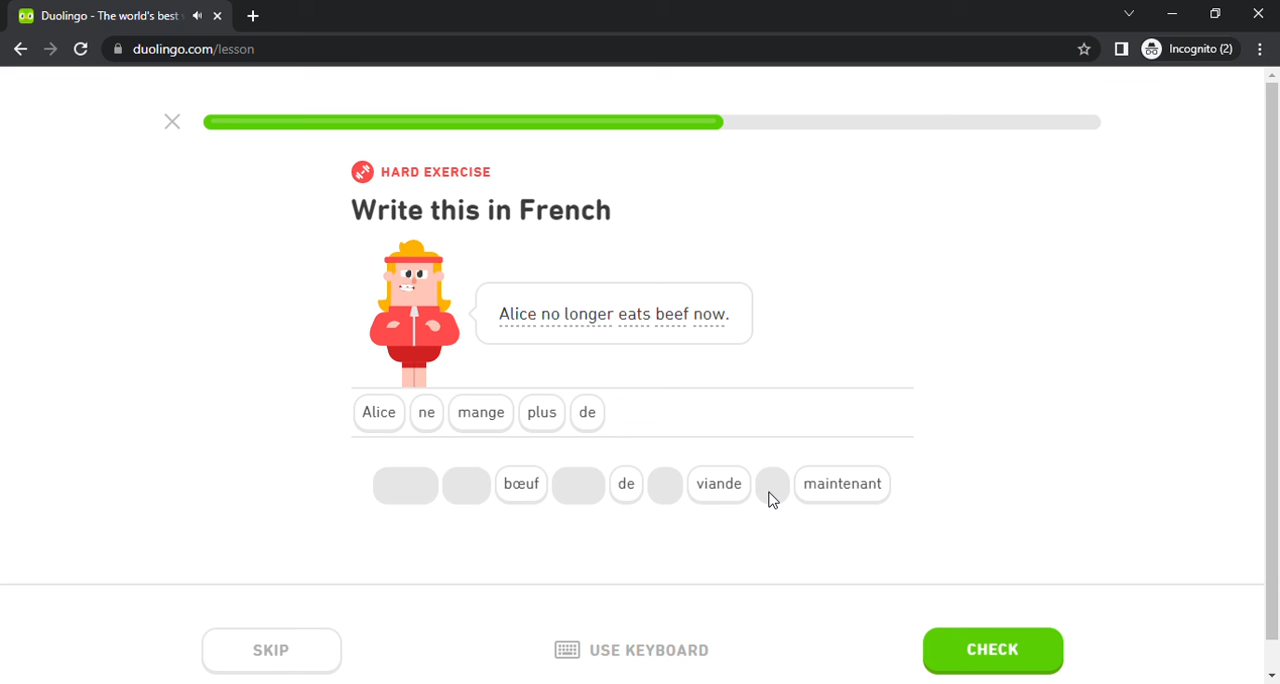 Duolingo - The world's best
duolingo.com/lesson
Incognito (2)
HARD EXERCISE
Write this in French
Alice no longer eats beef now.
Alice ne mange plus de
bœuf de viande maintenant
SKIP USE KEYBOARD CHECK